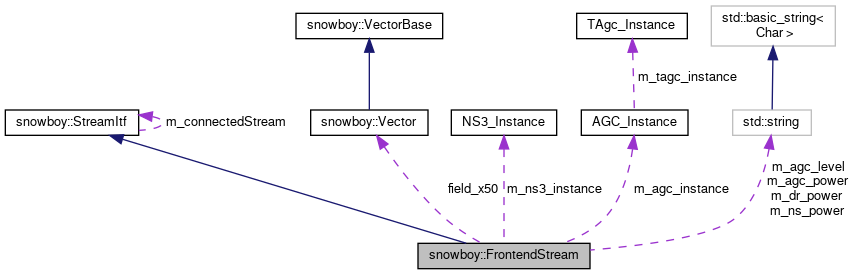 snowboy::VectorBase
TAgc_Instance
std::basic_string<
Char >
m_tagc_instance
snowboy::StreamItf
m_connectedStream
snowboy::Vector
NS3_Instance
AGC_Instance
std::string
field_x50
m_ns3_instance
m_agc_instance
m_agc_level
m_agc_power
m_dr_power
m_ns_power
snowboy::FrontendStream